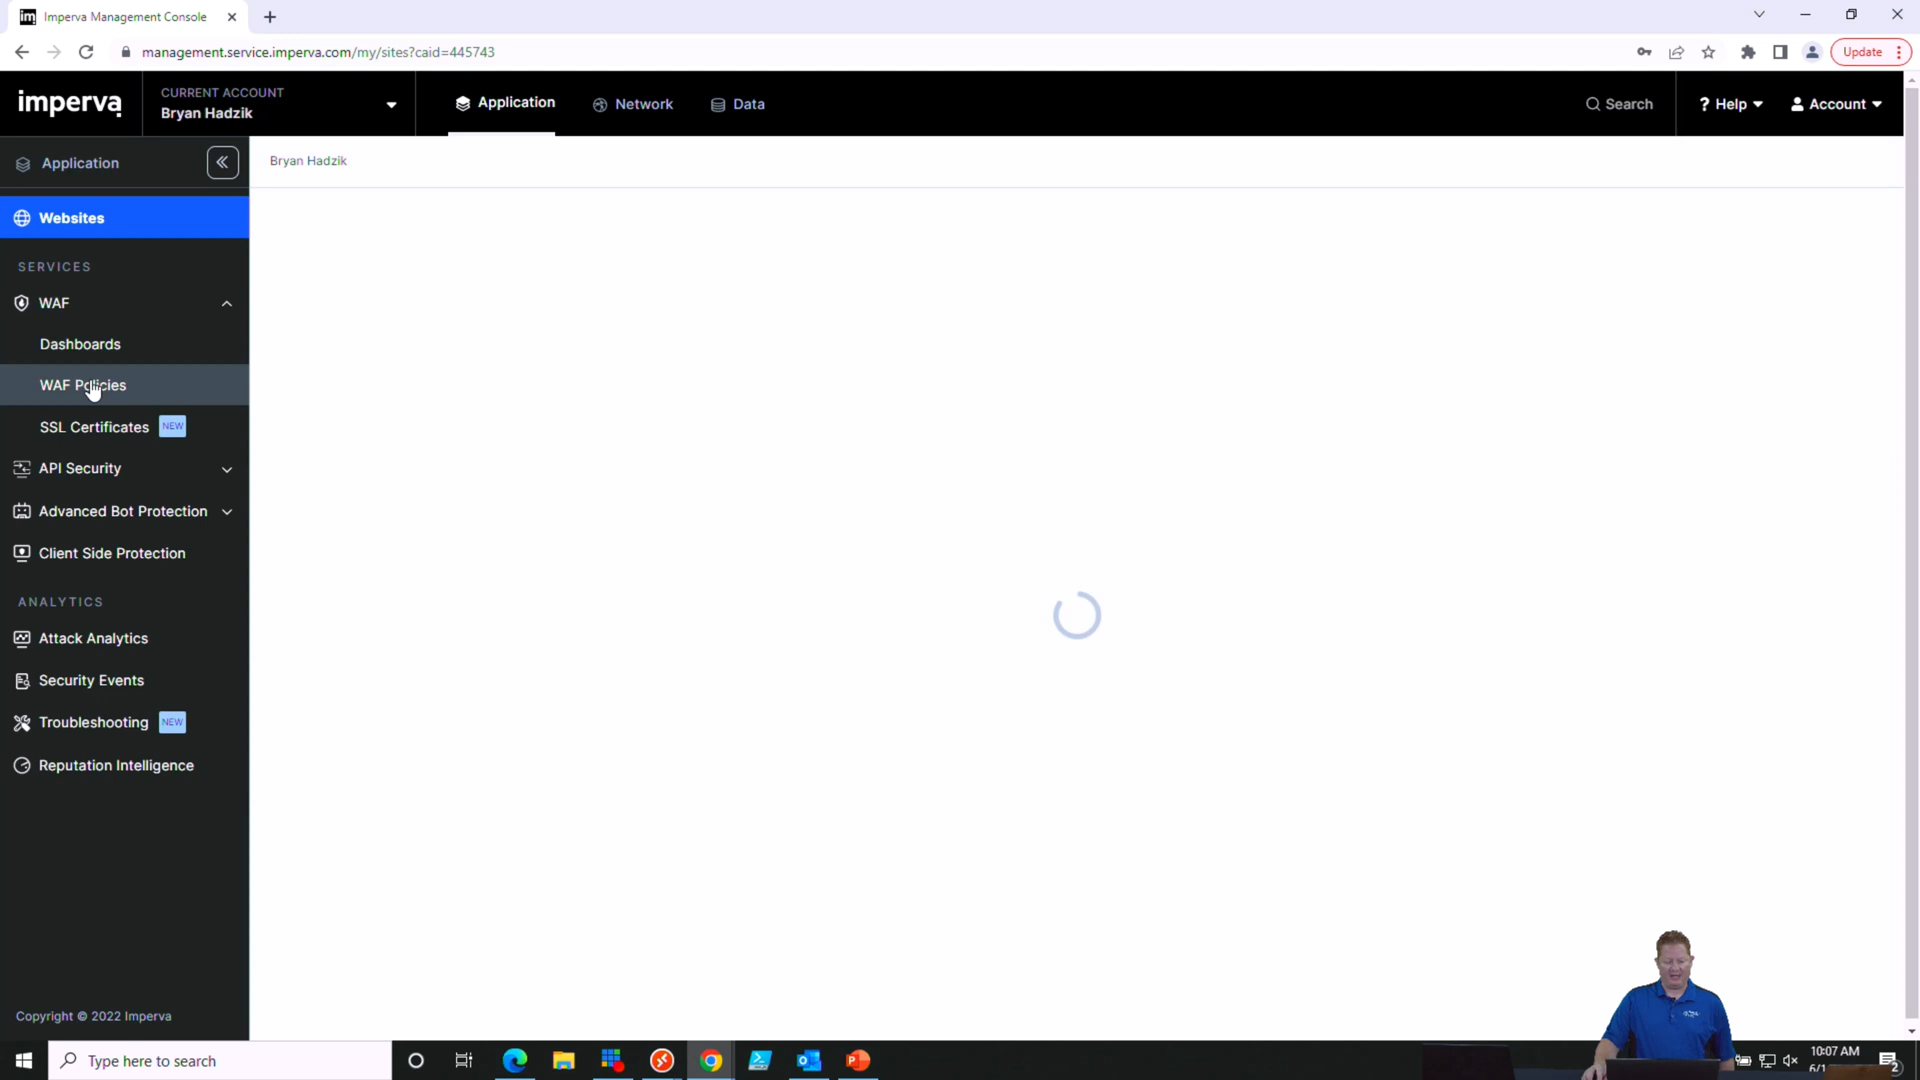 Imperva Management Console
management.service.imperva.com/my/sites?caid=445743
Update
imperva
CURRENT ACCOUNT
Bryan Hadzik
Application
Network
Data
Search
? Help
Account
Application
Bryan Hadzik
Websites
SERVICES
WAF
Dashboards
WAF Policies
SSL Certificates NEW
API Security
Advanced Bot Protection
Client Side Protection
ANALYTICS
Attack Analytics
Security Events
Troubleshooting NEW
Reputation Intelligence
Copyright © 2022 Imperva
Type here to search
10:07 AM
2